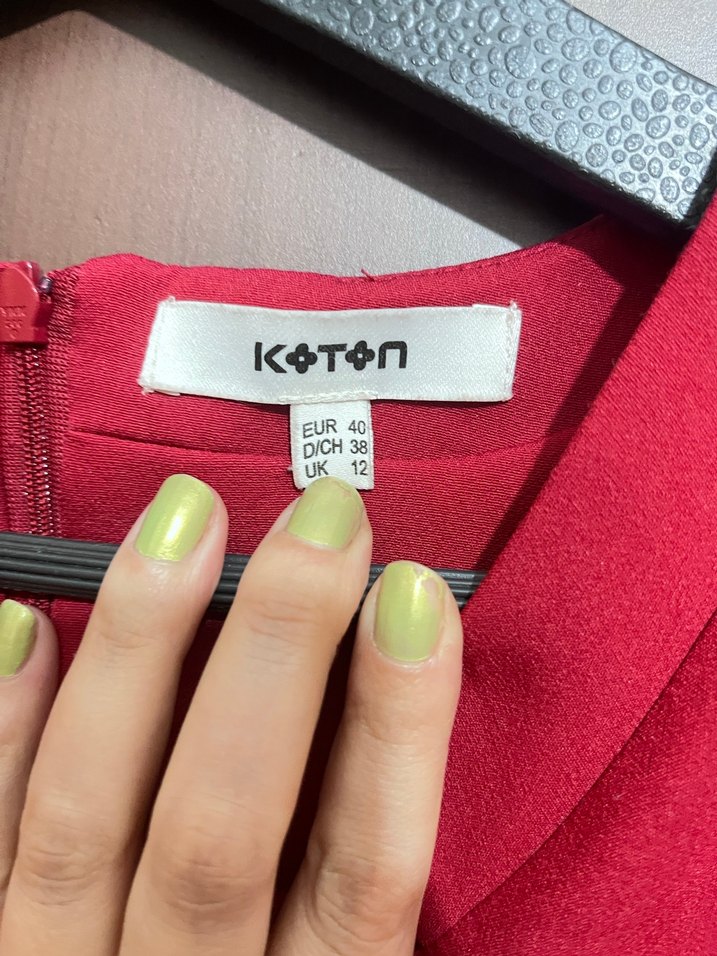 KOTON
EUR 40
D/CH 38
UK 12